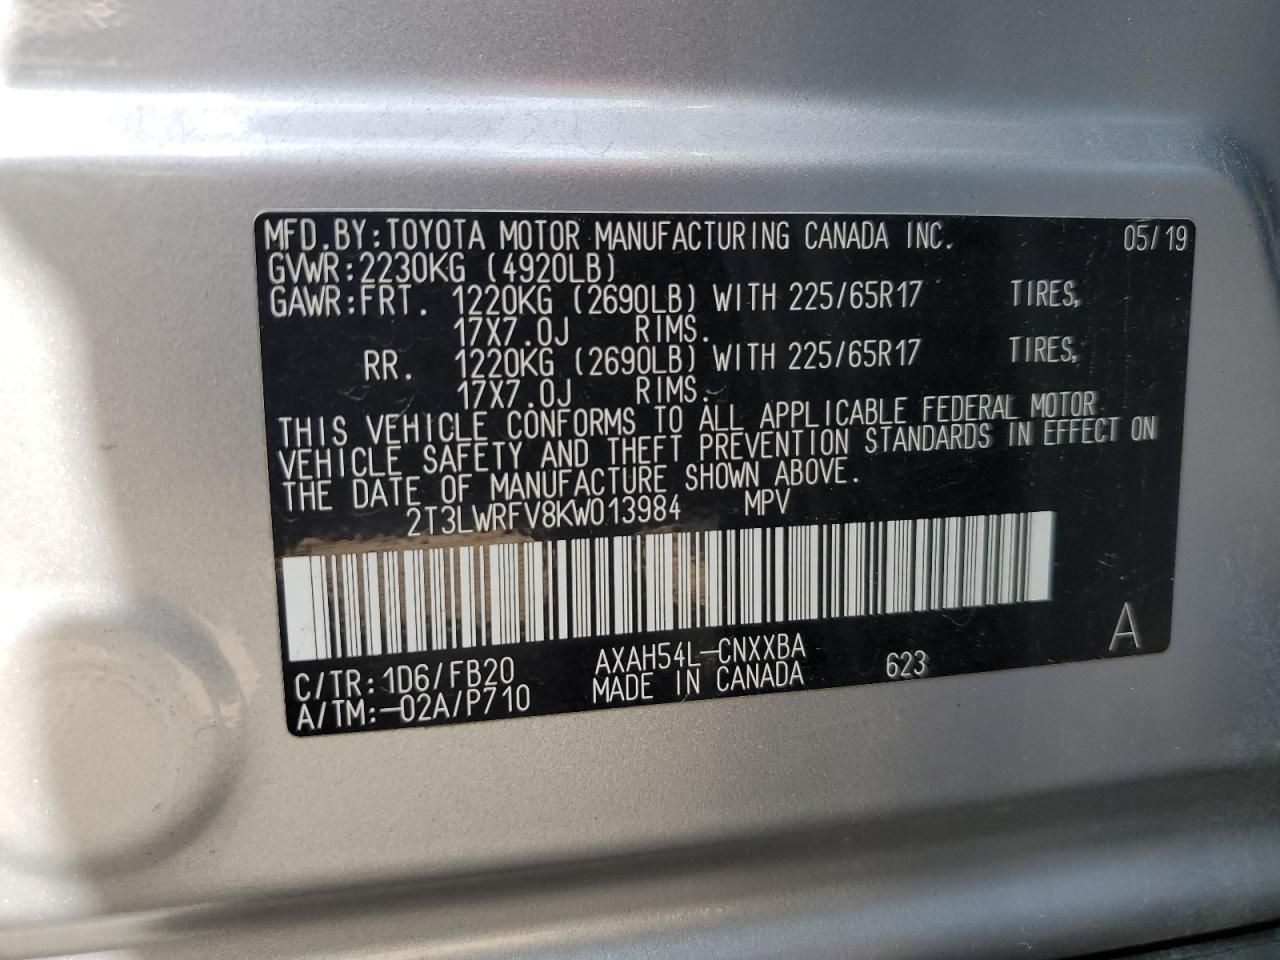 MFD.BY:TOYOTA MOTOR MANUFACTURING CANADA INC. 05/19
GVWR:2230KG (4920LB)
GAWR:FRT. 1220KG (2690LB) WITH 225/65R17 TIRES,
17X7.0J RIMS.
RR. 1220KG (2690LB) WITH 225/65R17 TIRES,
17X7.0J RIMS.
THIS VEHICLE CONFORMS TO ALL APPLICABLE FEDERAL MOTOR
VEHICLE SAFETY AND THEFT PREVENTION STANDARDS IN EFFECT ON
THE DATE OF MANUFACTURE SHOWN ABOVE.
2T3LWRFV8KW013984 MPV
C/TR:1D6/FB20 AXAH54L-CNXXBA 623 A
A/TM:-02A/P710 MADE IN CANADA